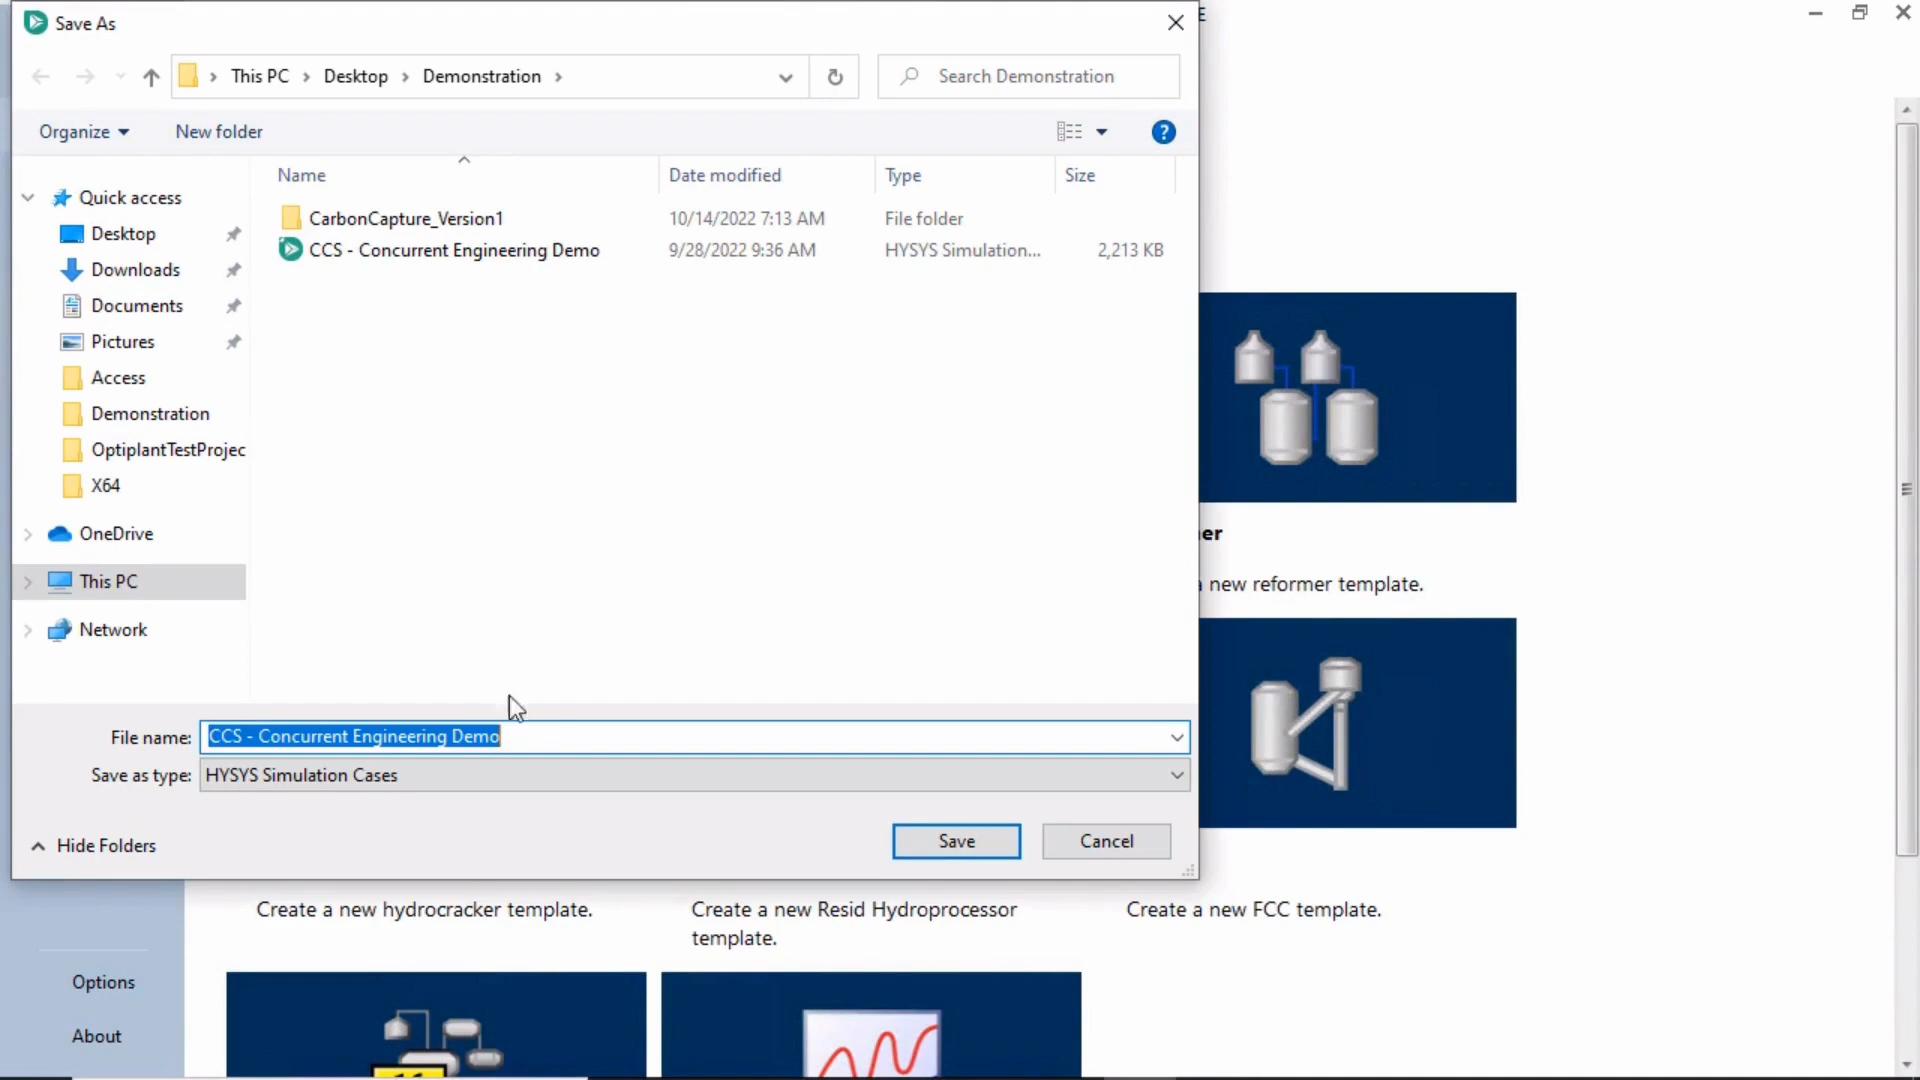 Save As
E
This PC > Desktop > Demonstration >
Search Demonstration
Organize
New folder
Name
Date modified
Type
Size
CarbonCapture_Version1
10/14/2022 7:13 AM
File folder
CCS - Concurrent Engineering Demo
9/28/2022 9:36 AM
HYSYS Simulation...
2,213 KB
Quick access
Desktop
Downloads
Documents
Pictures
Access
Demonstration
OptiplantTestProjec
X64
OneDrive
This PC
Network
er
new reformer template.
File name: CCS - Concurrent Engineering Demo
Save as type: HYSYS Simulation Cases
Hide Folders
Save
Cancel
Create a new hydrocracker template.
Create a new Resid Hydroprocessor
template.
Create a new FCC template.
Options
About